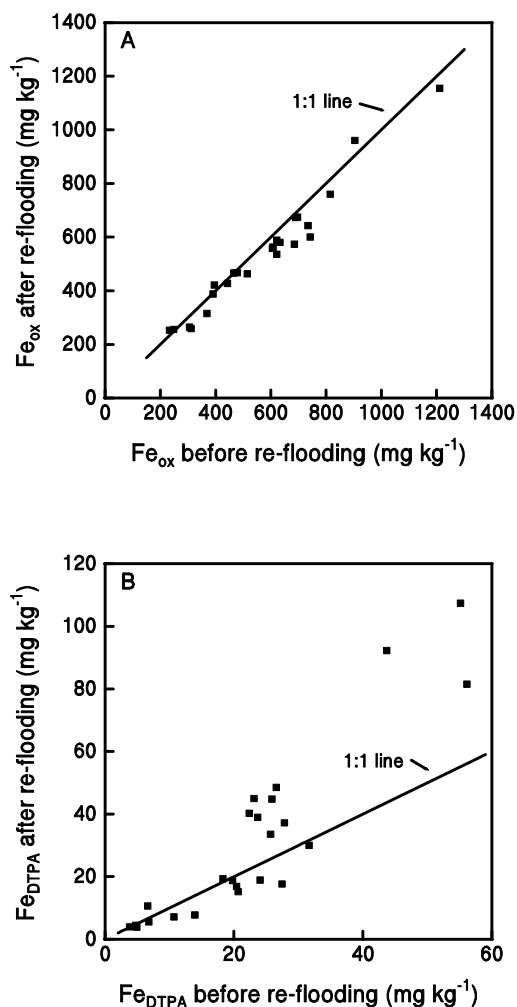 A
1:1 line
1400
1200
1000
800
600
400
200
0
Fe_ox after re-flooding (mg kg⁻¹)
0 200 400 600 800 1000 1200 1400
Fe_ox before re-flooding (mg kg⁻¹)
B
1:1 line
120
100
80
60
40
20
0
Fe_DTPA after re-flooding (mg kg⁻¹)
0 20 40 60
Fe_DTPA before re-flooding (mg kg⁻¹)